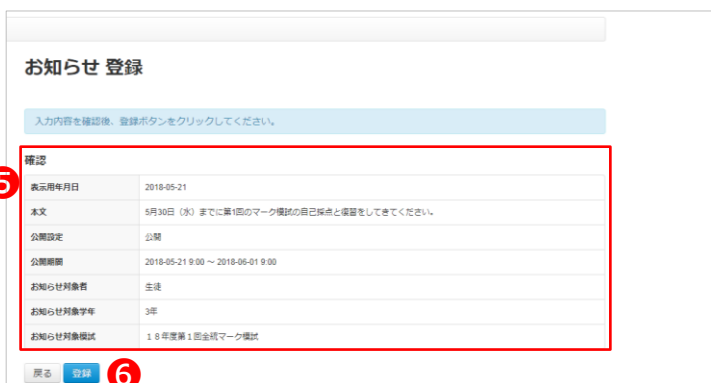 お知らせ 登録
入力内容を確認後、登録ボタンをクリックしてください。
確認
5
表示用年月日 2018-05-21
本文 5月30日（水）までに第1回のマーク模試の自己採点と復習をしてきてください。
公開設定 公開
公開期間 2018-05-21 9:00 ～ 2018-06-01 9:00
お知らせ対象者 生徒
お知らせ対象学年 3年
お知らせ対象模試 １８年度第１回全統マーク模試
戻る 登録 6